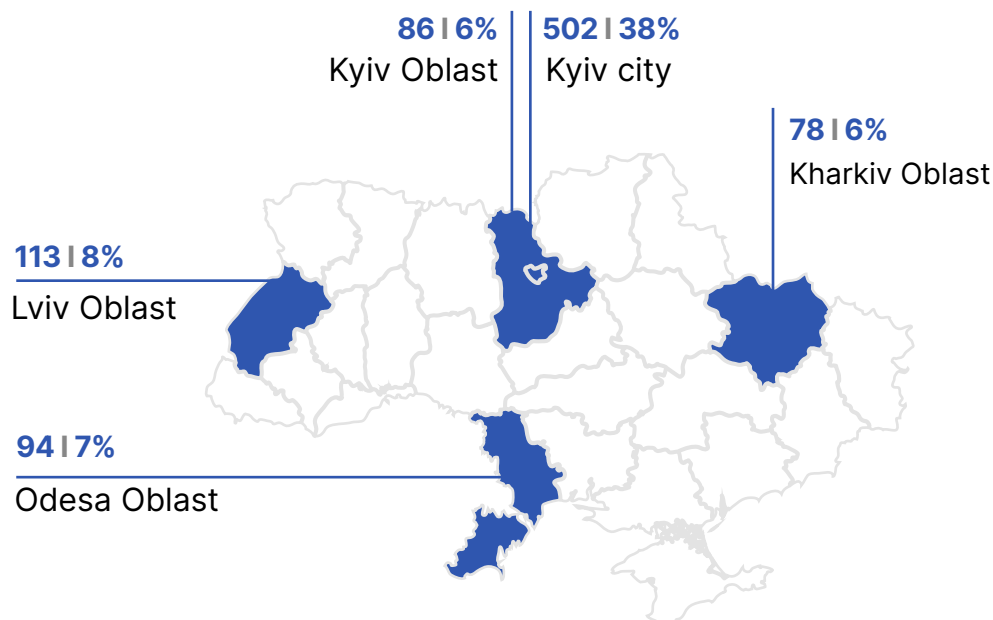 86 | 6%
Kyiv Oblast
502 | 38%
Kyiv city
78 | 6%
Kharkiv Oblast
113 | 8%
Lviv Oblast
94 | 7%
Odesa Oblast